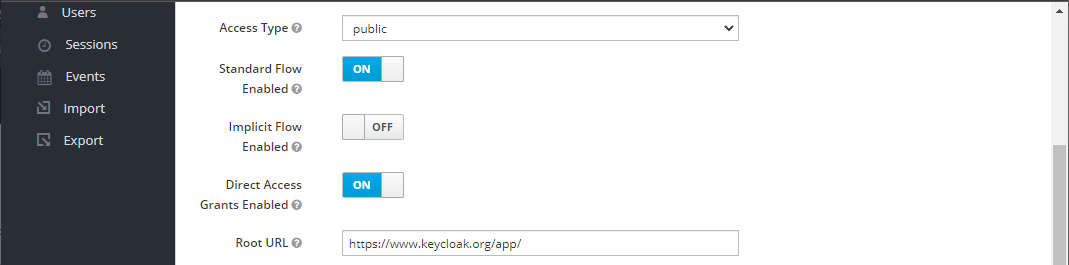 Users
Sessions
Events
Import
Export
Access Type
public
Standard Flow
Enabled
ON
Implicit Flow
Enabled
OFF
Direct Access
Grants Enabled
ON
Root URL
https://www.keycloak.org/app/